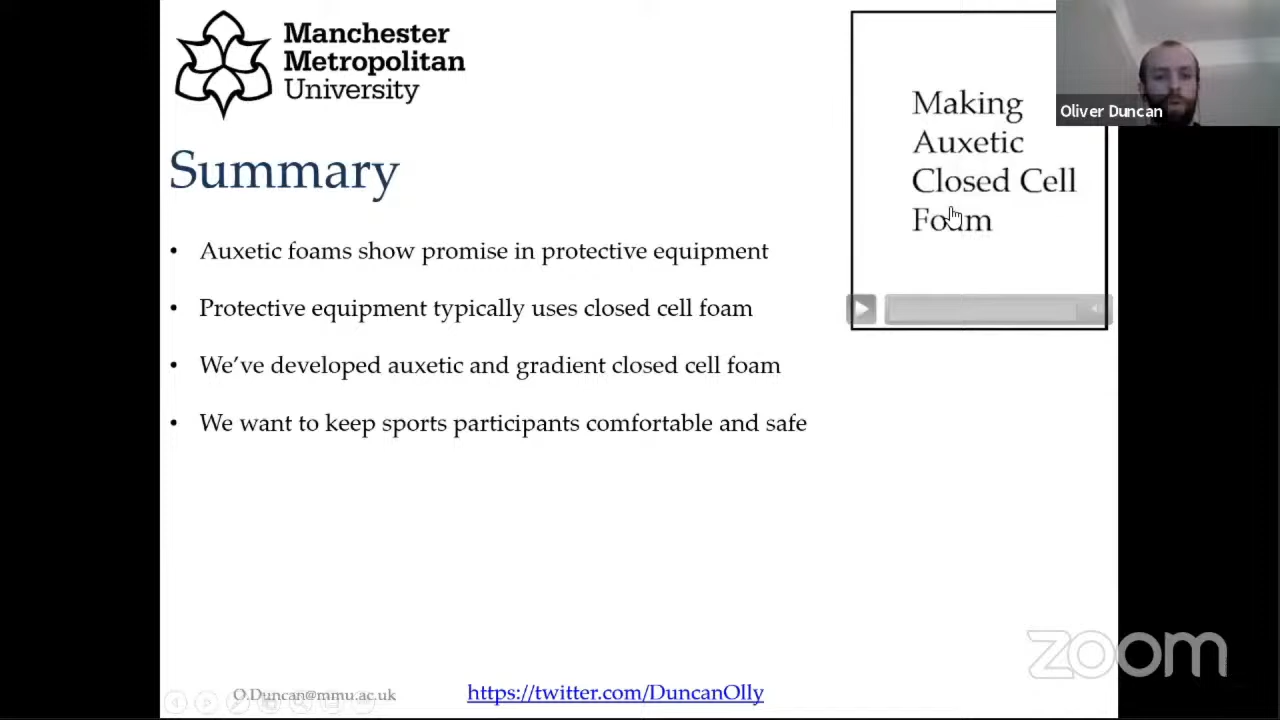 Manchester
Metropolitan
University
Making
Auxetic
Closed Cell
Foam
Oliver Duncan
Summary
• Auxetic foams show promise in protective equipment
• Protective equipment typically uses closed cell foam
• We’ve developed auxetic and gradient closed cell foam
• We want to keep sports participants comfortable and safe
zoom
O.Duncan@mmu.ac.uk
https://twitter.com/DuncanOlly